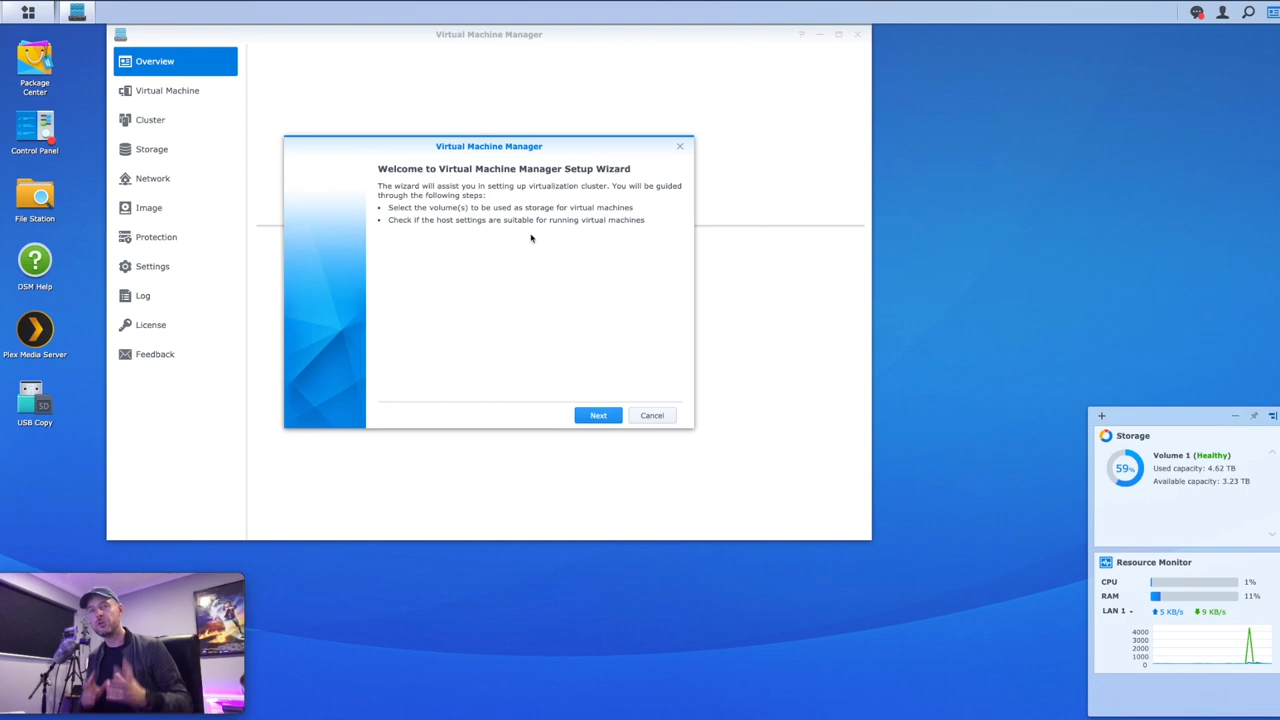 Virtual Machine Manager
Package
Center
Control Panel
File Station
DSM Help
Plex Media Server
SD
USB Copy
Overview
Virtual Machine
Cluster
Storage
Network
Image
Protection
Settings
Log
License
Feedback
Virtual Machine Manager
Welcome to Virtual Machine Manager Setup Wizard
The wizard will assist you in setting up virtualization cluster. You will be guided
through the following steps:
• Select the volume(s) to be used as storage for virtual machines
• Check if the host settings are suitable for running virtual machines
Next
Cancel
Storage
59%
Volume 1 (Healthy)
Used capacity: 4.62 TB
Available capacity: 3.23 TB
Resource Monitor
CPU 1%
RAM 11%
LAN 1 5 KB/s 9 KB/s
4000
3000
2000
1000
0